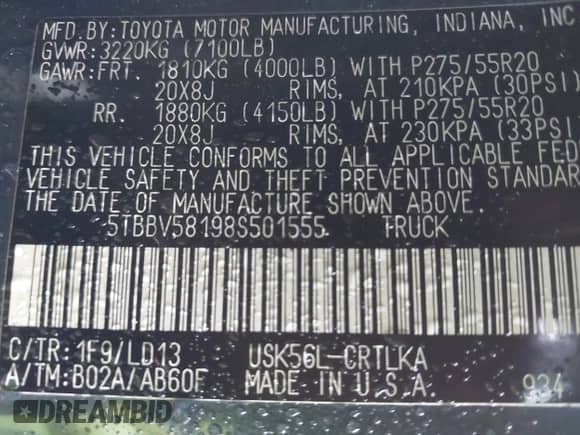 MFD. BY: TOYOTA MOTOR MANUFACTURING, INDIANA, INC
GVWR: 3220KG (7100LB)
GAWR: FRT. 1810KG (4000LB) WITH P275/55R20
20X8J RIMS, AT 210KPA (30PSI)
RR. 1880KG (4150LB) WITH P275/55R20
20X8J RIMS, AT 230KPA (33PSI)
THIS VEHICLE CONFORMS TO ALL APPLICABLE FED
VEHICLE SAFETY AND THEFT PREVENTION STANDAR
THE DATE OF MANUFACTURE SHOWN ABOVE.
5TBBV58198S501555 TRUCK
C/TR: 1F9/LD13 USK56L-CRTLKA
A/TM: B02A/AB60F MADE IN U.S.A. 934
DREAMBID